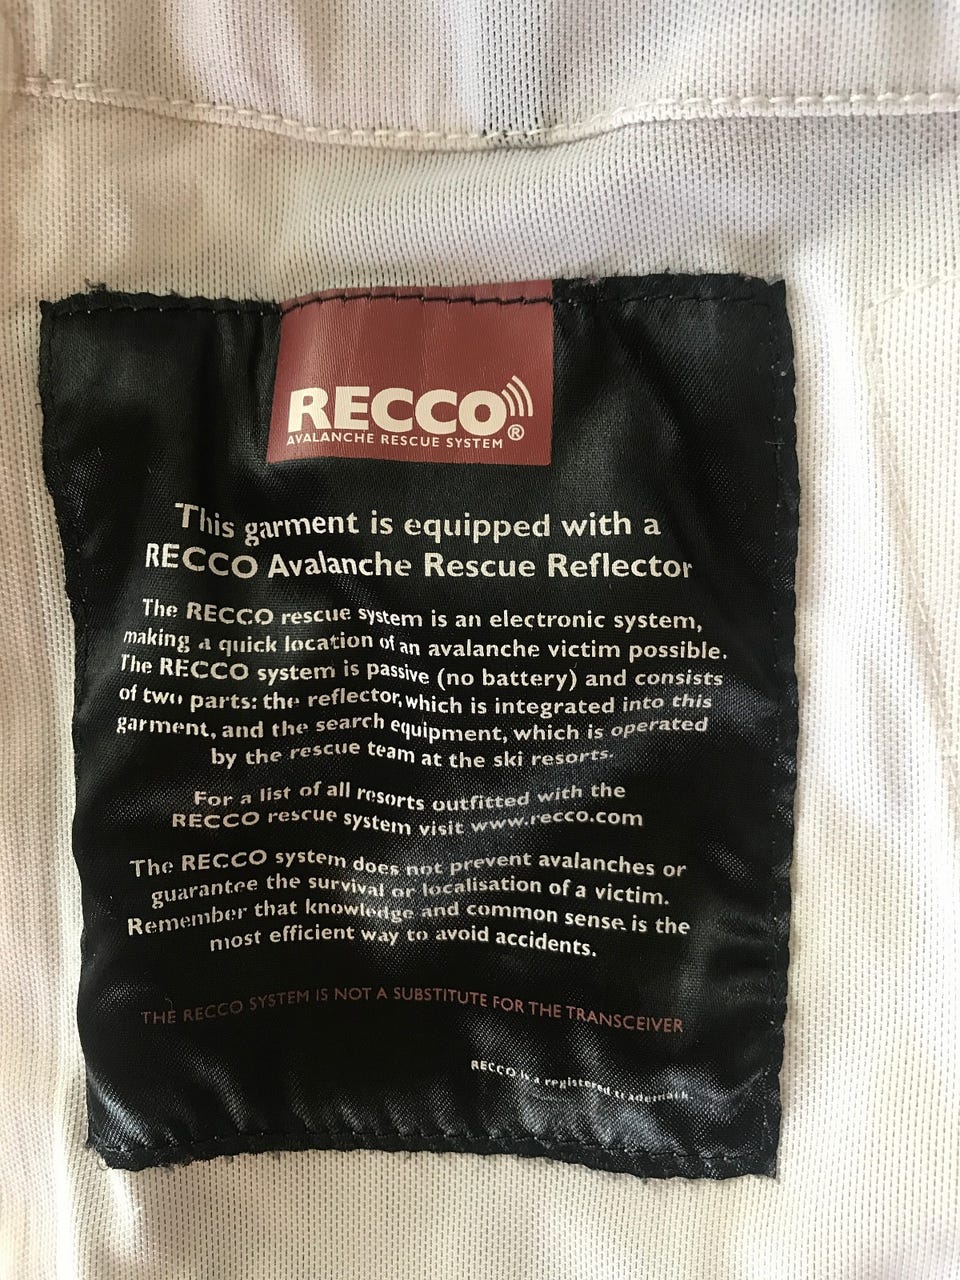 RECCO®
AVALANCHE RESCUE SYSTEM
This garment is equipped with a
RECCO Avalanche Rescue Reflector
The RECCO rescue system is an electronic system,
making a quick location of an avalanche victim possible.
The RECCO system is passive (no battery) and consists
of two parts: the reflector, which is integrated into this
garment, and the search equipment, which is operated
by the rescue team at the ski resorts.
For a list of all resorts outfitted with the
RECCO rescue system visit www.recco.com
The RECCO system does not prevent avalanches or
guarantee the survival or localisation of a victim.
Remember that knowledge and common sense is the
most efficient way to avoid accidents.
THE RECCO SYSTEM IS NOT A SUBSTITUTE FOR THE TRANSCEIVER
RECCO is a registered trademark.